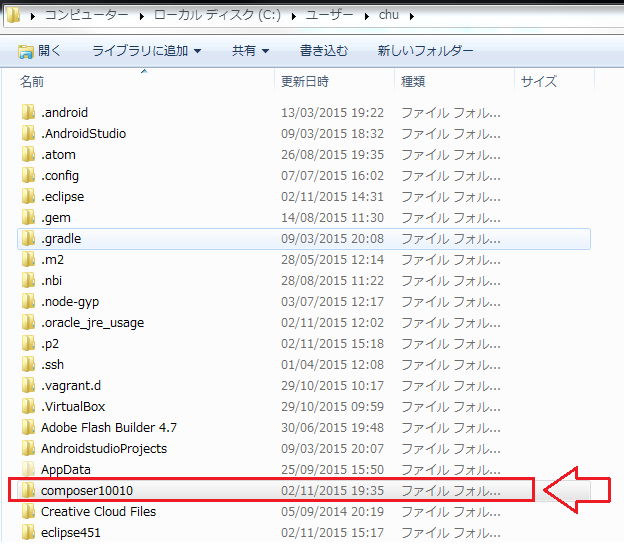 コンピューター ローカル ディスク (C:) ユーザー chu
開く ライブラリに追加 共有 書き込む 新しいフォルダー
名前 更新日時 種類 サイズ
.android 13/03/2015 19:22 ファイル フォル...
.AndroidStudio 09/03/2015 18:32 ファイル フォル...
.atom 26/08/2015 19:35 ファイル フォル...
.config 07/07/2015 16:02 ファイル フォル...
.eclipse 02/11/2015 14:31 ファイル フォル...
.gem 14/08/2015 11:30 ファイル フォル...
.gradle 09/03/2015 20:08 ファイル フォル...
.m2 28/05/2015 12:14 ファイル フォル...
.nbi 28/08/2015 11:22 ファイル フォル...
.node-gyp 03/07/2015 12:17 ファイル フォル...
.oracle_jre_usage 02/11/2015 12:02 ファイル フォル...
.p2 02/11/2015 15:18 ファイル フォル...
.ssh 01/04/2015 12:08 ファイル フォル...
.vagrant.d 29/10/2015 10:17 ファイル フォル...
.VirtualBox 29/10/2015 09:59 ファイル フォル...
Adobe Flash Builder 4.7 30/06/2015 19:48 ファイル フォル...
AndroidstudioProjects 09/03/2015 20:07 ファイル フォル...
AppData 25/09/2015 15:50 ファイル フォル...
composer10010 02/11/2015 19:35 ファイル フォル...
Creative Cloud Files 05/09/2014 20:19 ファイル フォル...
eclipse451 02/11/2015 15:17 ファイル フォル...